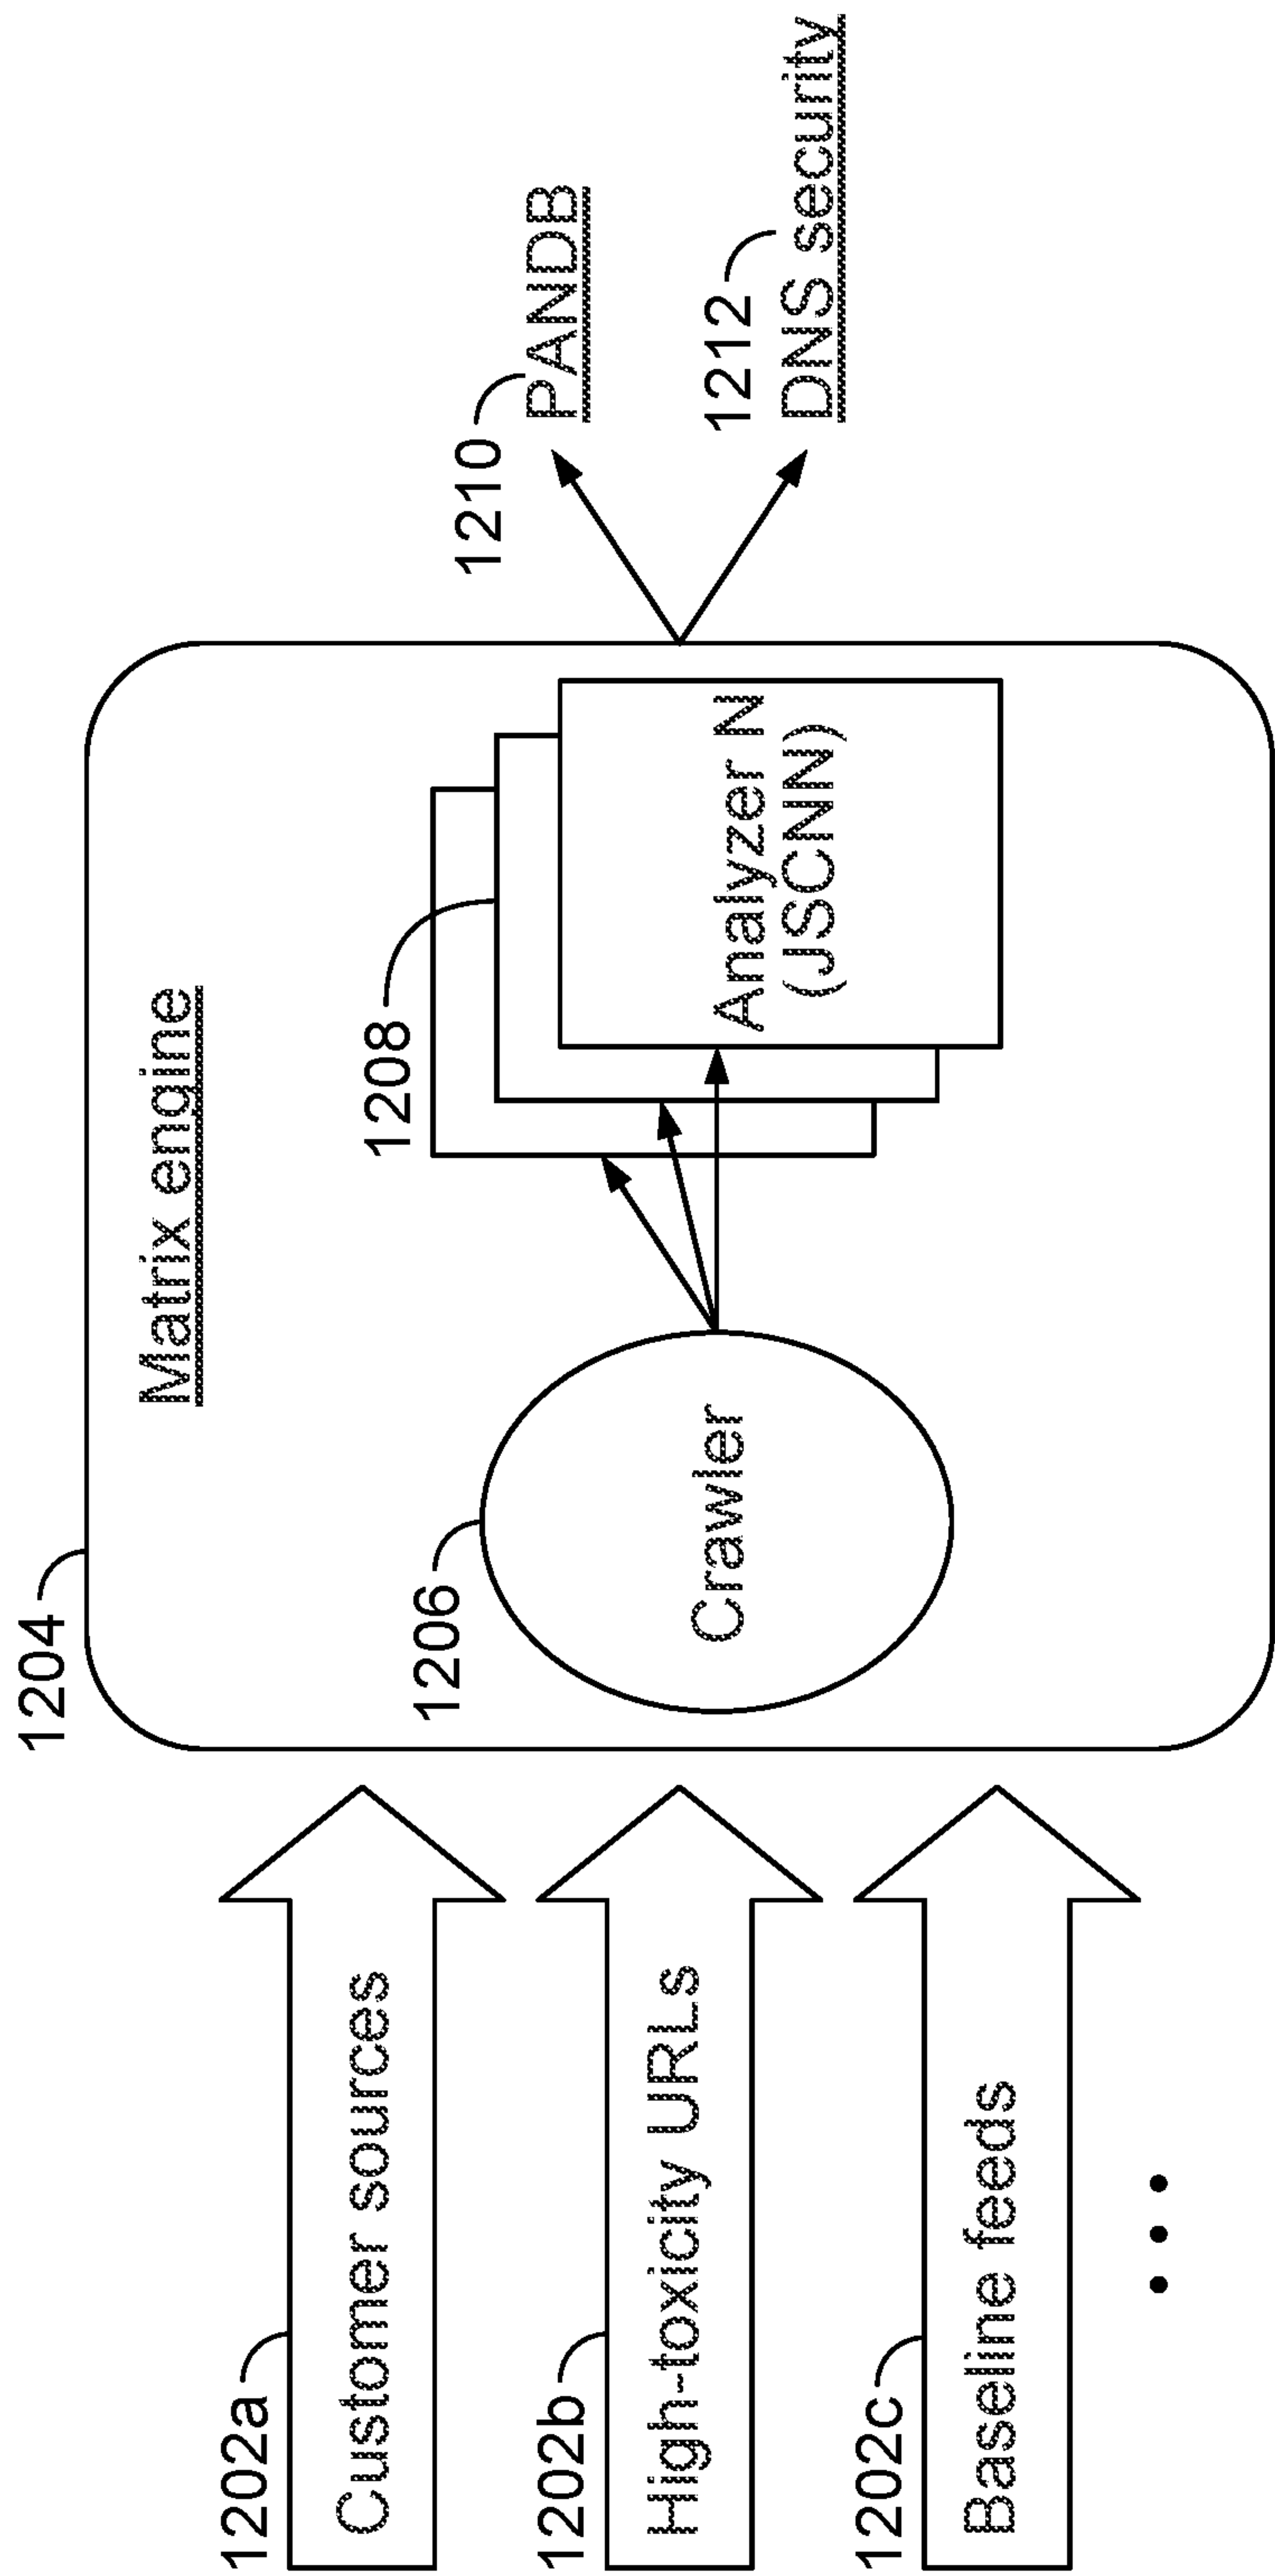 1202a
Customer sources
1202b
High-toxicity URLs
1202c
Baseline feeds
...
1204
Matrix engine
1206
Crawler
1208
Analyzer N
(JSCNN)
1210
PANDB
1212
DNS security